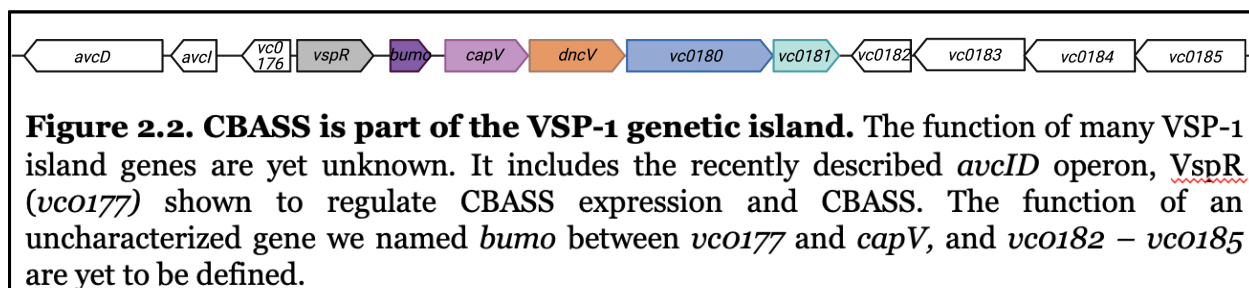 avcD avcI vc0176 vspR bumo capV dncV vc0180 vc0181 vc0182 vc0183 vc0184 vc0185
Figure 2.2. CBASS is part of the VSP-1 genetic island. The function of many VSP-1
island genes are yet unknown. It includes the recently described avcID operon, VspR
(vc0177) shown to regulate CBASS expression and CBASS. The function of an
uncharacterized gene we named bumo between vc0177 and capV, and vc0182 – vc0185
are yet to be defined.